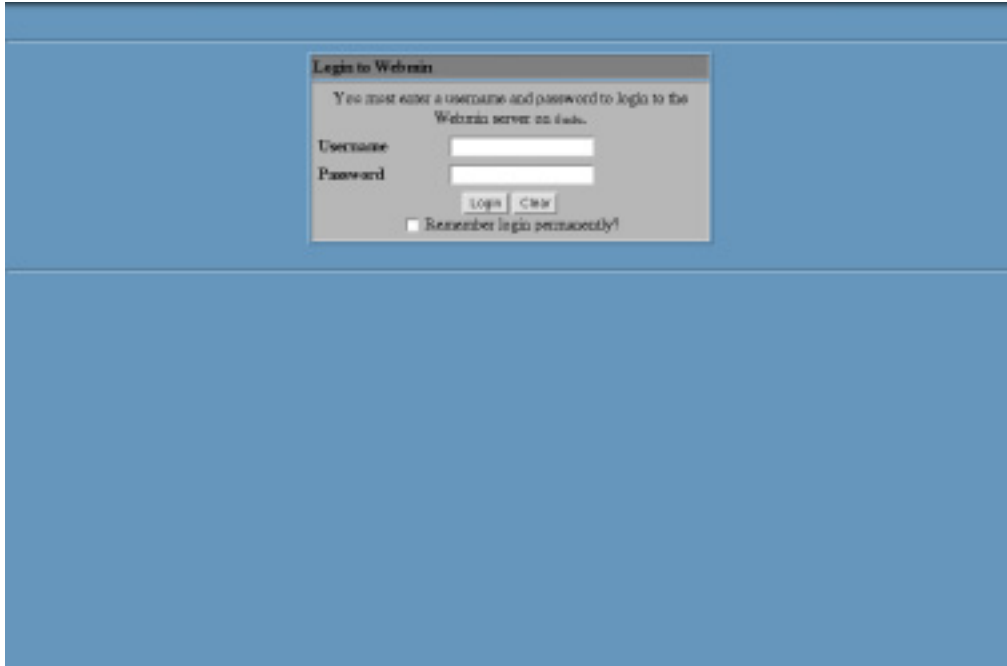 Login to Webmin
You must enter a username and password to login to the
Webmin server on
Username
Password
Login Clear
Remember login permanently?